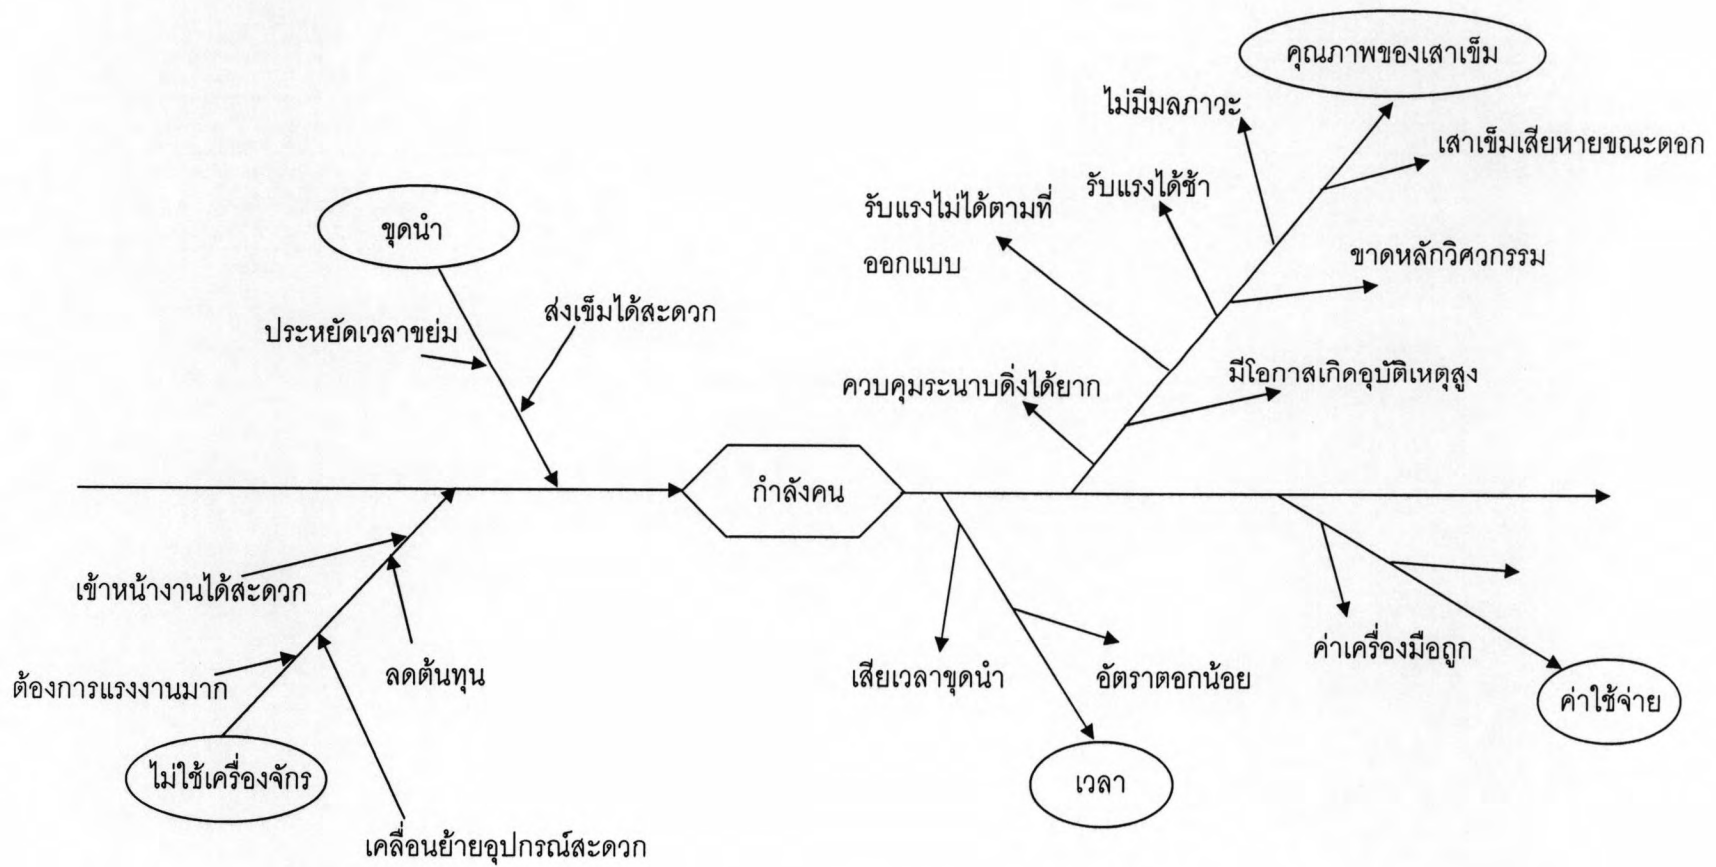 คุณภาพของเสาเข็ม
ไม่มีมลภาวะ
เสาเข็มเสียหายขณะตอก
รับแรงได้ช้า
รับแรงไม่ได้ตามที่
ออกแบบ
ขุดนำ
ขาดหลักวิศวกรรม
ส่งเข็มได้สะดวก
ประหยัดเวลาขย่ม
มีโอกาสเกิดอุบัติเหตุสูง
ควบคุมระนาบดิ่งได้ยาก
กำลังคน
เข้าหน้างานได้สะดวก
ค่าเครื่องมือถูก
ลดต้นทุน
เสียเวลาขุดนำ
อัตราตอกน้อย
ต้องการแรงงานมาก
ค่าใช้จ่าย
ไม่ใช้เครื่องจักร
เวลา
เคลื่อนย้ายอุปกรณ์สะดวก